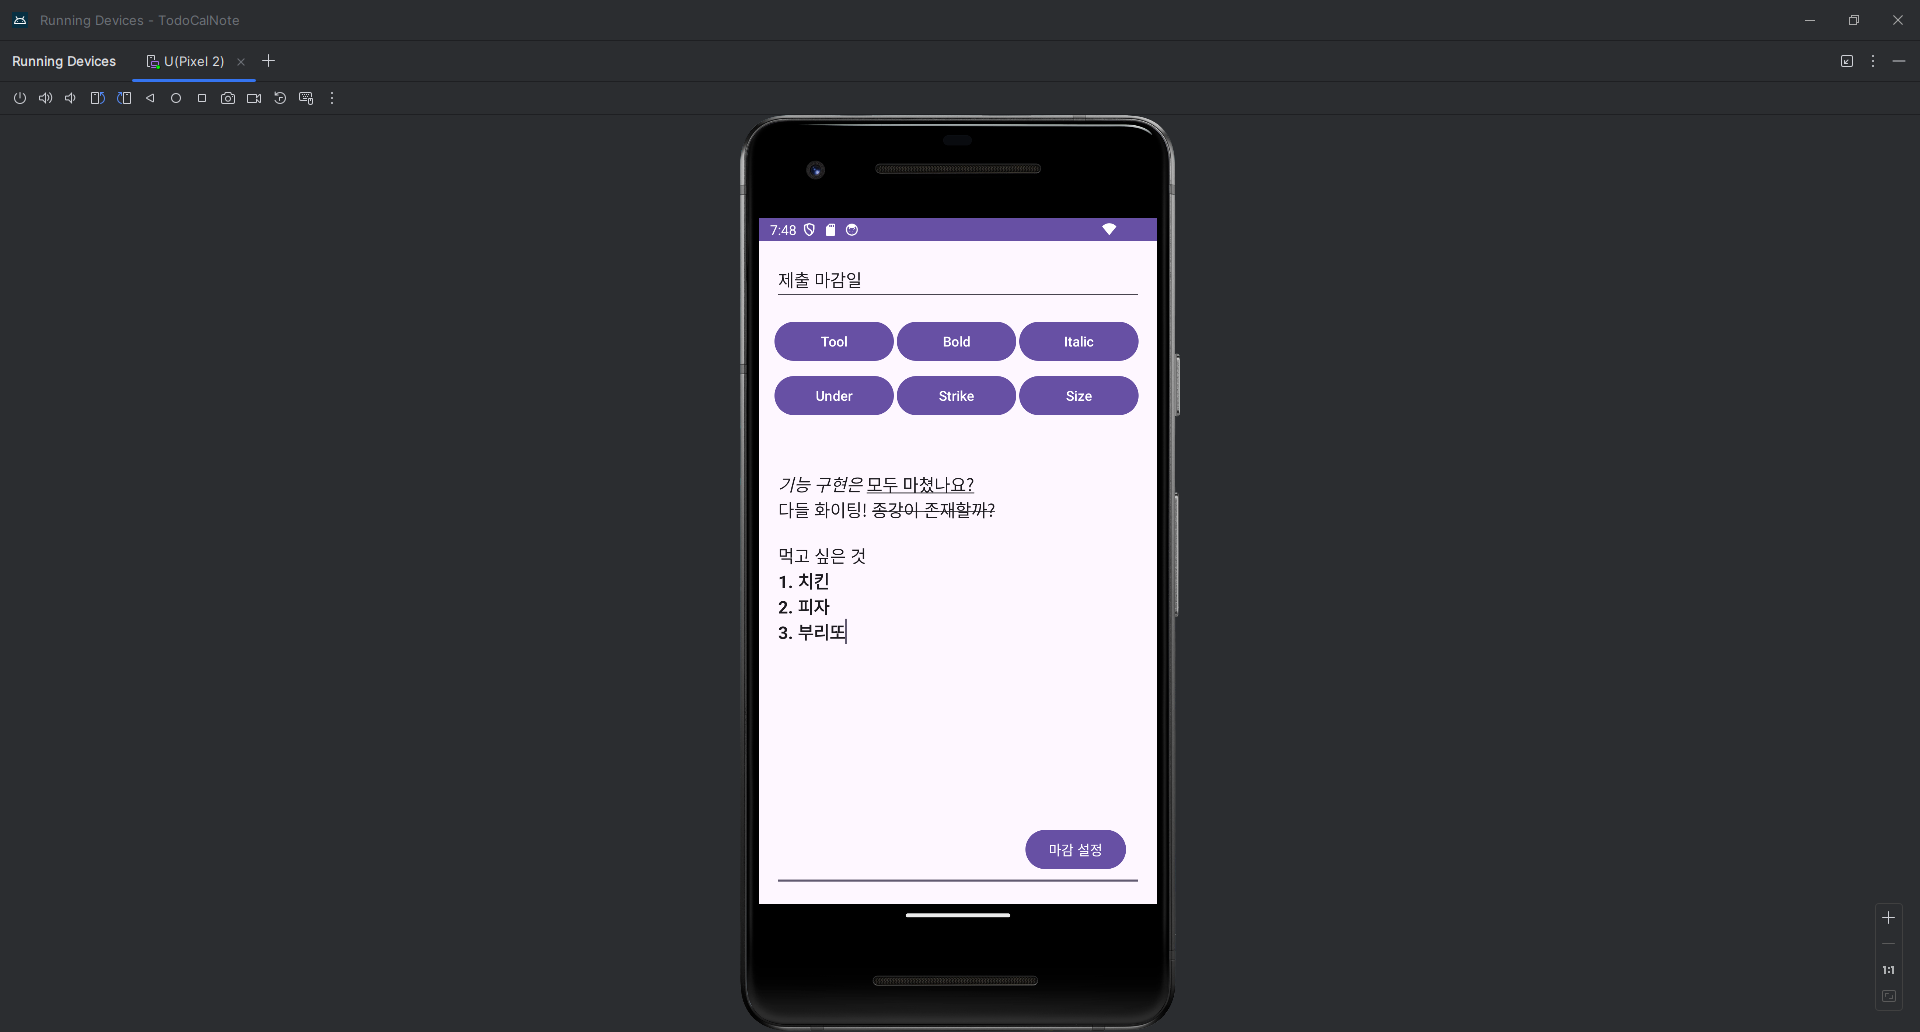 Running Devices - TodoCalNote
Running Devices U(Pixel 2)
7:48
제출 마감일
Tool Bold Italic
Under Strike Size
기능 구현은 모두 마쳤나요?
다들 화이팅! 종강이 존재할까?
먹고 싶은 것
1. 치킨
2. 피자
3. 부리또
마감 설정
1:1